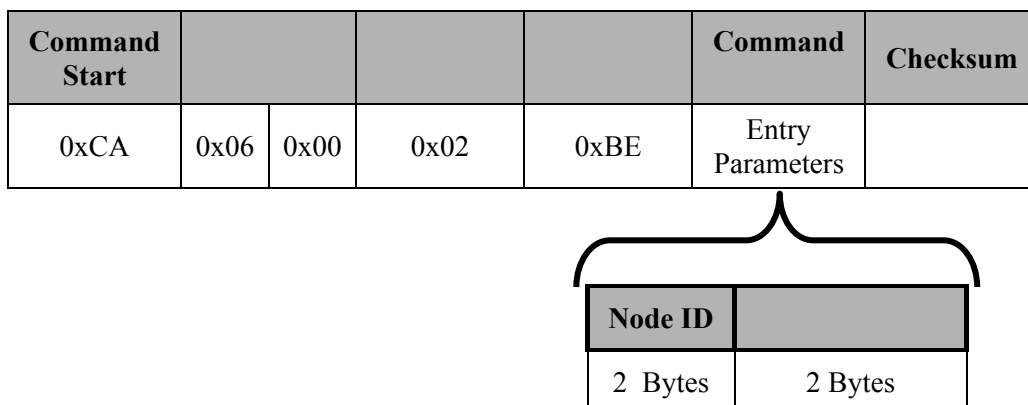 Command
Start
Command
Checksum
0xCA
0x06
0x00
0x02
0xBE
Entry
Parameters
Node ID
2 Bytes
2 Bytes